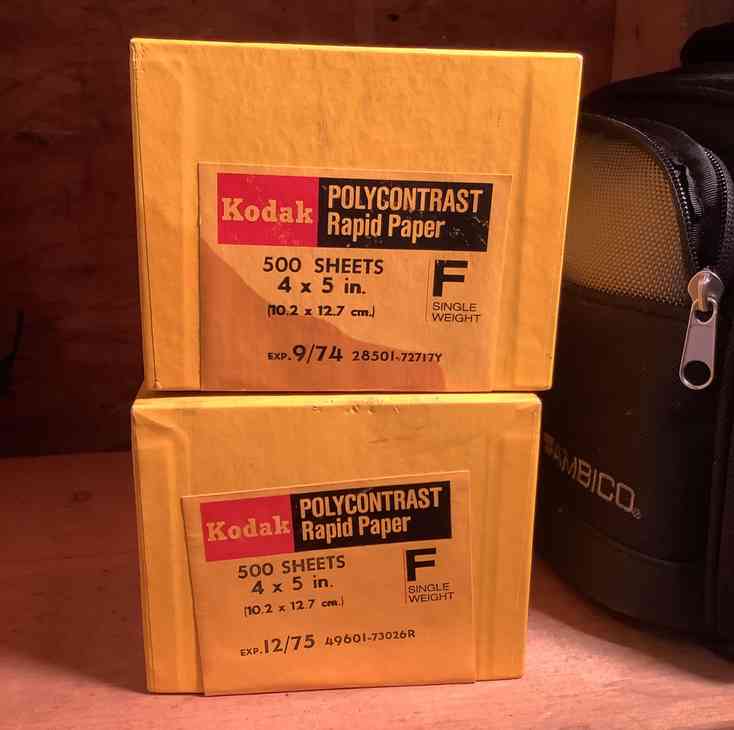 Kodak
POLYCONTRAST
Rapid Paper
500 SHEETS
4 x 5 in.
(10.2 x 12.7 cm.)
F
SINGLE
WEIGHT
EXP. 9/74 28501-72717Y
Kodak
POLYCONTRAST
Rapid Paper
500 SHEETS
4 x 5 in.
(10.2 x 12.7 cm.)
F
SINGLE
WEIGHT
EXP. 12/75 49601-73026R
AMBICO®